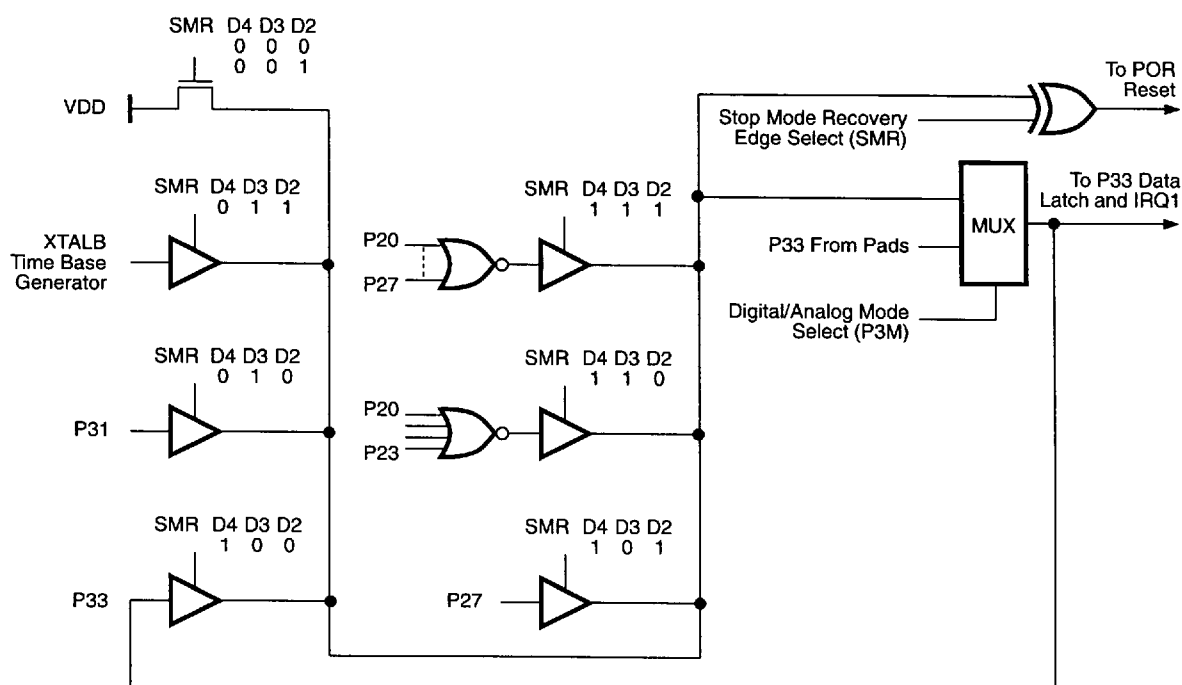 SMR D4 D3 D2
0 0 0
0 0 1
VDD
To POR
Reset
Stop Mode Recovery
Edge Select (SMR)
SMR D4 D3 D2
0 1 1
XTALB
Time Base
Generator
SMR D4 D3 D2
1 1 1
P20
P27
MUX
To P33 Data
Latch and IRQ1
P33 From Pads
Digital/Analog Mode
Select (P3M)
SMR D4 D3 D2
0 1 0
P31
SMR D4 D3 D2
1 1 0
P20
P23
SMR D4 D3 D2
1 0 0
P33
SMR D4 D3 D2
1 0 1
P27